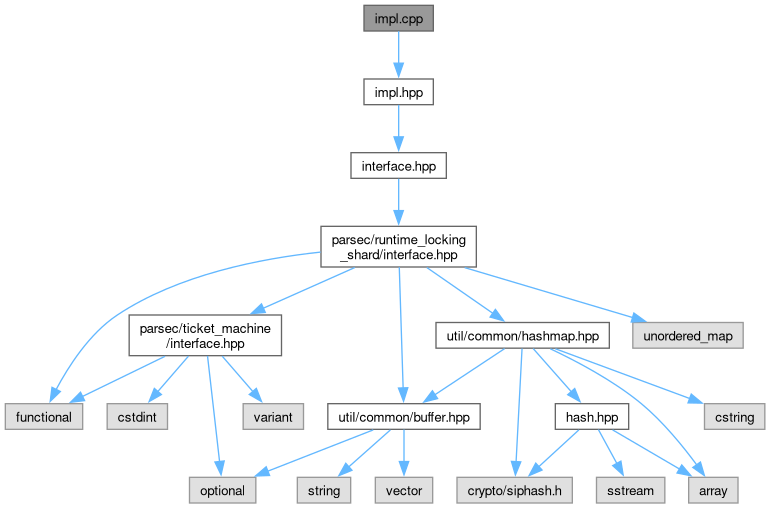 impl.cpp
impl.hpp
interface.hpp
parsec/runtime_locking
_shard/interface.hpp
parsec/ticket_machine
/interface.hpp
util/common/hashmap.hpp
unordered_map
functional
cstdint
variant
util/common/buffer.hpp
hash.hpp
cstring
optional
string
vector
crypto/siphash.h
sstream
array